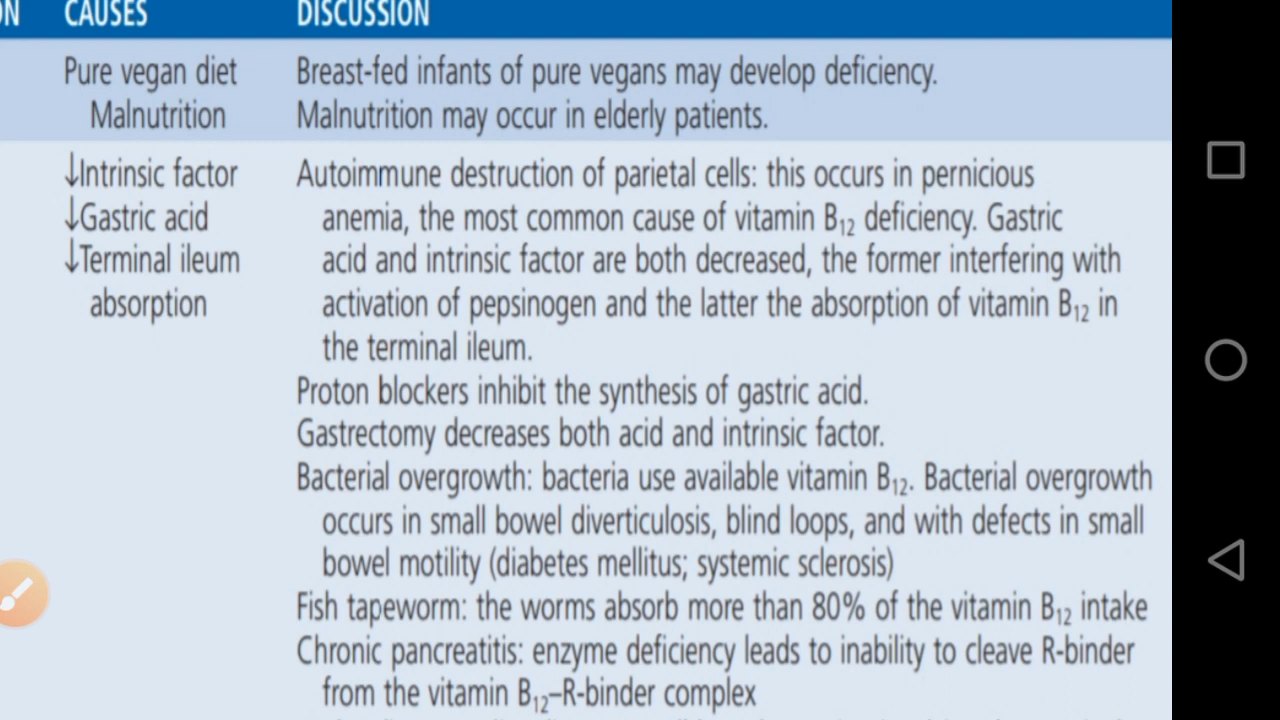 ON CAUSES DISCUSSION
Pure vegan diet Breast-fed infants of pure vegans may develop deficiency.
Malnutrition Malnutrition may occur in elderly patients.
↓Intrinsic factor Autoimmune destruction of parietal cells: this occurs in pernicious
↓Gastric acid anemia, the most common cause of vitamin B₁₂ deficiency. Gastric
↓Terminal ileum acid and intrinsic factor are both decreased, the former interfering with
absorption activation of pepsinogen and the latter the absorption of vitamin B₁₂ in
the terminal ileum.
Proton blockers inhibit the synthesis of gastric acid.
Gastrectomy decreases both acid and intrinsic factor.
Bacterial overgrowth: bacteria use available vitamin B₁₂. Bacterial overgrowth
occurs in small bowel diverticulosis, blind loops, and with defects in small
bowel motility (diabetes mellitus; systemic sclerosis)
Fish tapeworm: the worms absorb more than 80% of the vitamin B₁₂ intake
Chronic pancreatitis: enzyme deficiency leads to inability to cleave R-binder
from the vitamin B₁₂–R-binder complex